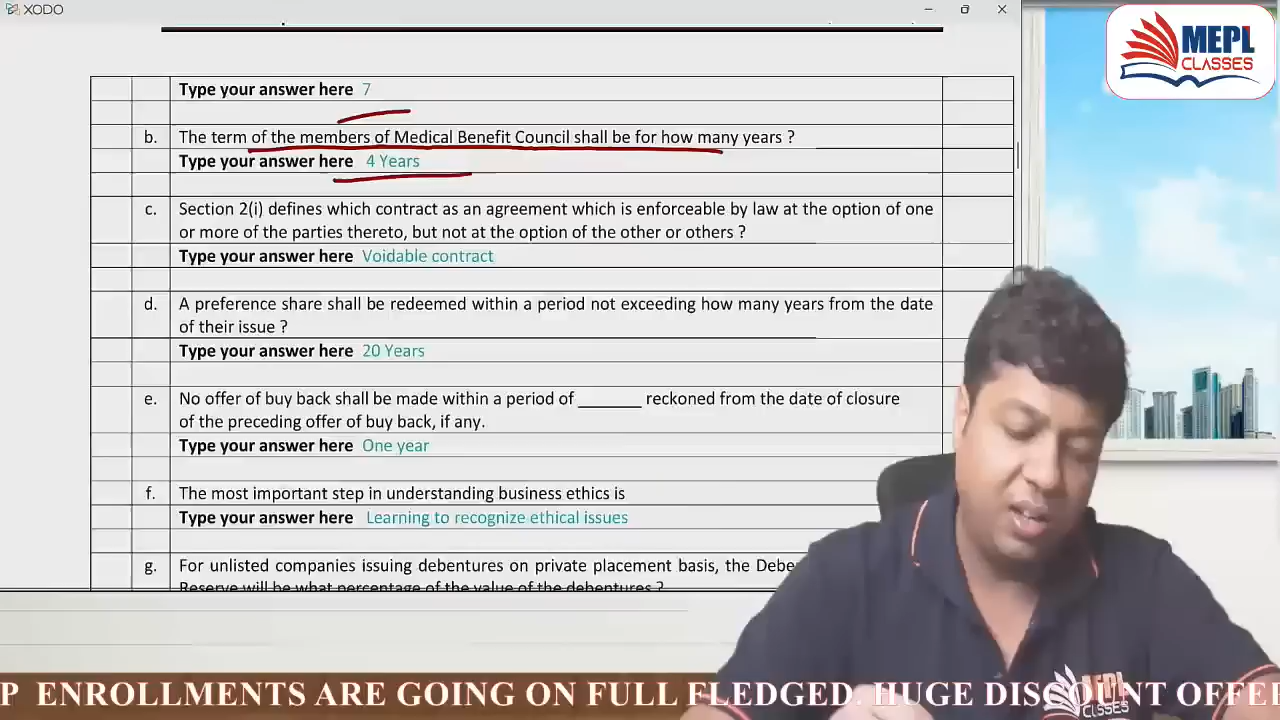 XODO
MEPL
CLASSES
Type your answer here 7
b. The term of the members of Medical Benefit Council shall be for how many years ?
Type your answer here 4 Years
c. Section 2(i) defines which contract as an agreement which is enforceable by law at the option of one
or more of the parties thereto, but not at the option of the other or others ?
Type your answer here Voidable contract
d. A preference share shall be redeemed within a period not exceeding how many years from the date
of their issue ?
Type your answer here 20 Years
e. No offer of buy back shall be made within a period of _______ reckoned from the date of closure
of the preceding offer of buy back, if any.
Type your answer here One year
f. The most important step in understanding business ethics is
Type your answer here Learning to recognize ethical issues
g. For unlisted companies issuing debentures on private placement basis, the Debe
Reserve will be what percentage of the value of the debentures ?
P ENROLLMENTS ARE GOING ON FULL FLEDGED. HUGE DISCOUNT OFFE
MEPL
CLASSES